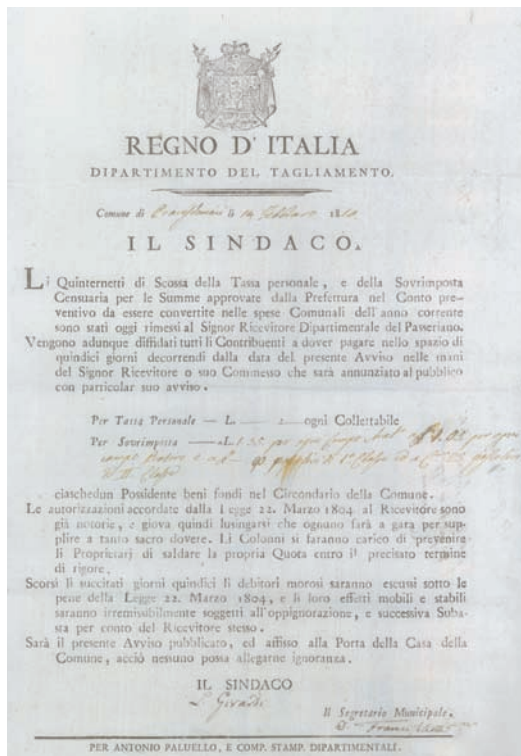 REGNO D' ITALIA
DIPARTIMENTO DEL TAGLIAMENTO.
Comune di li 14 Febbraro 1810.
IL SINDACO.
Li Quinternetti di Scossa della Tassa personale, e della Sovrimposta
Censuaria per le Summe approvate dalla Prefettura nel Conto pre-
ventivo da essere convertite nelle spese Comunali dell'anno corrente
sono stati oggi rimessi al Signor Ricevitore Dipartimentale del Passeriano.
Vengono adunque diffidati tutti li Contribuenti a dover pagare nello spazio di
quindici giorni decorrendi dalla data del presente Avviso nelle mani
del Signor Ricevitore o suo Commesso che sarà annunziato al pubblico
con particolar suo avviso.
Per Tassa Personale — L. — 2 — ogni Collettabile
Per Sovrimposta — L. per ogni Campo per ogni
campo
ciaschedun Possidente beni fondi nel Circondario della Comune.
Le autorizzazioni accordate dalla Legge 22. Marzo 1804 al Ricevitore sono
già notorie, e giova quindi lusingarsi che ognuno farà a gara per sup-
plire a tanto sacro dovere. Li Colonni si faranno carico di prevenire
li Proprietarj di saldare la propria Quota entro il precisato termine
di rigore.
Scorsi li succitati giorni quindici li debitori morosi saranno escussi sotto le
pene della Legge 22. Marzo 1804, e li loro effetti mobili e stabili
saranno irremissibilmente soggetti all'oppignorazione, e successiva Suba-
sta per conto del Ricevitore stesso.
Sarà il presente Avviso pubblicato, ed affisso alla Porta della Casa della
Comune, acciò nessuno possa allegarne ignoranza.
IL SINDACO
Il Segretario Municipale.
PER ANTONIO PALUELLO, E COMP. STAMP. DIPARTIMENTALI.